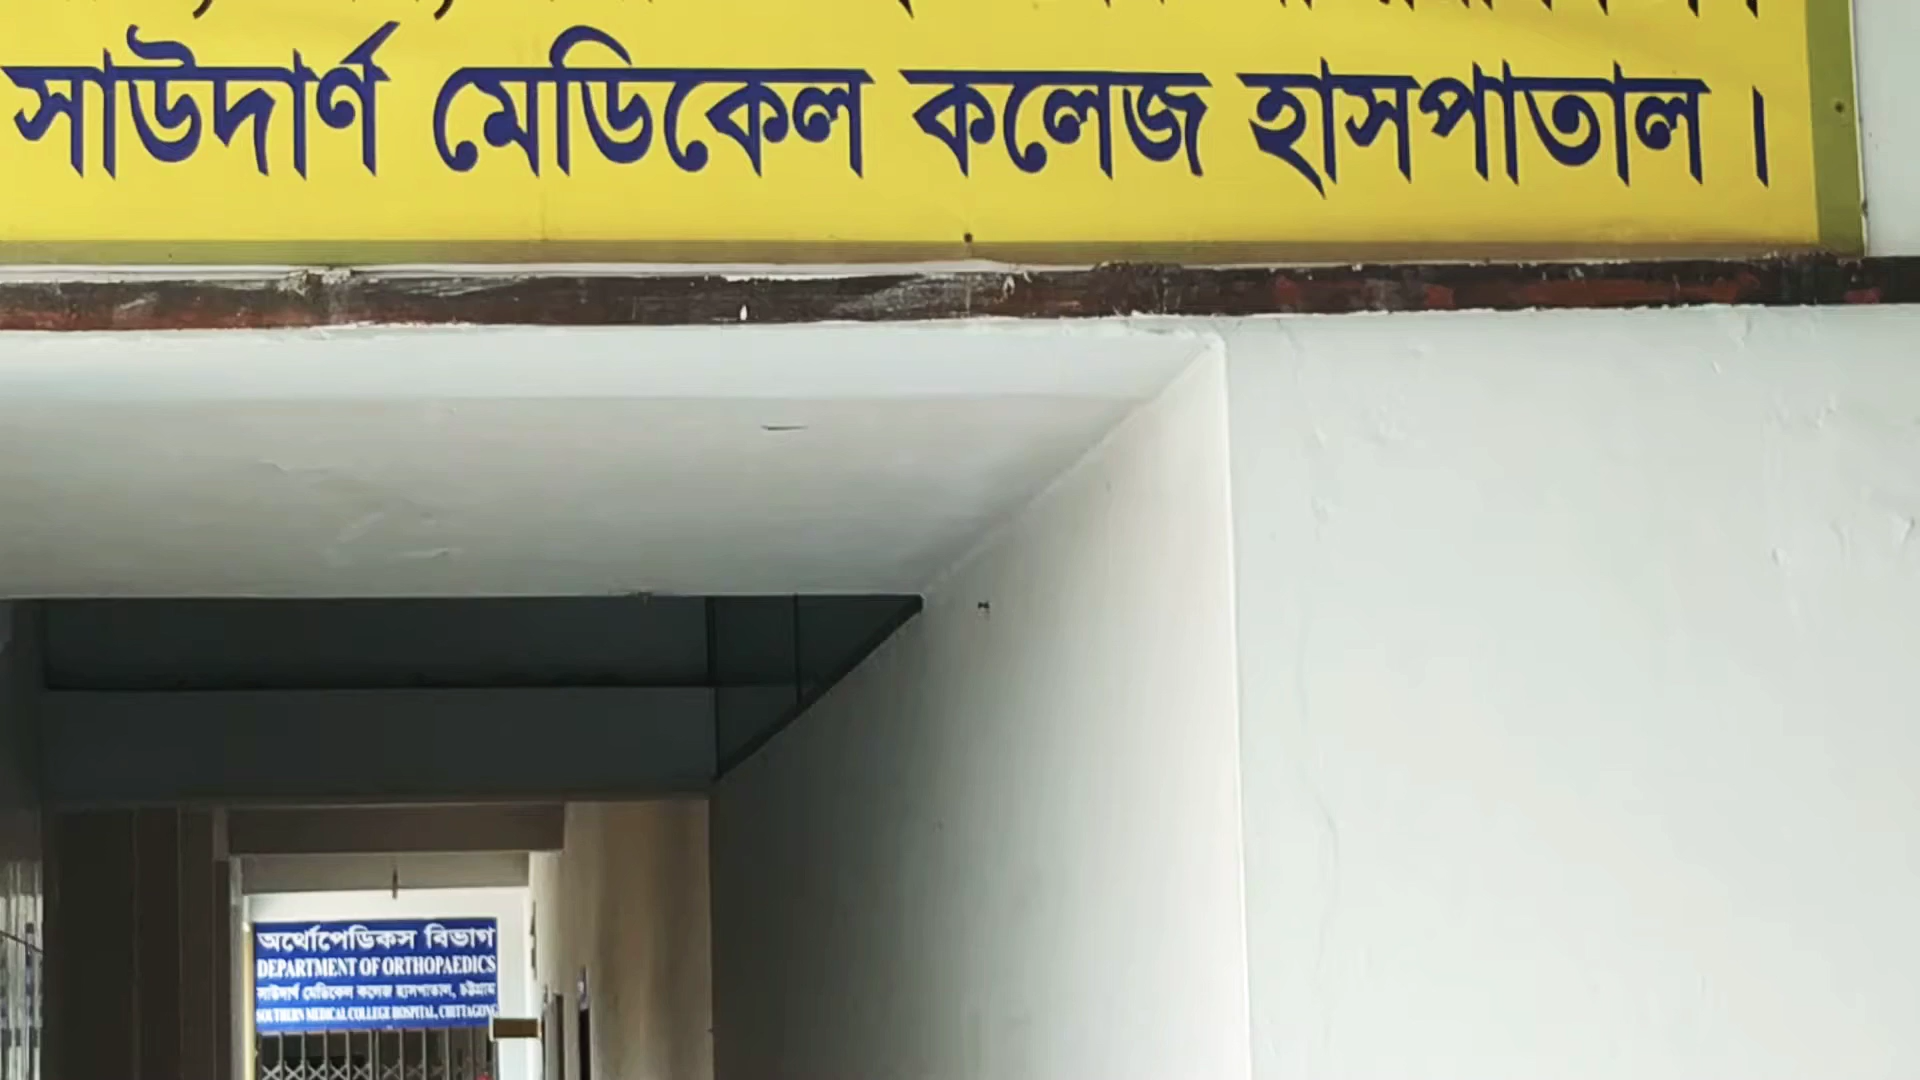 সাউদার্ণ মেডিকেল কলেজ হাসপাতাল।
অর্থোপেডিকস বিভাগ
DEPARTMENT OF ORTHOPAEDICS
সাউদার্ণ মেডিকেল কলেজ হাসপাতাল, চট্টগ্রাম
SOUTHERN MEDICAL COLLEGE HOSPITAL, CHITTAGONG